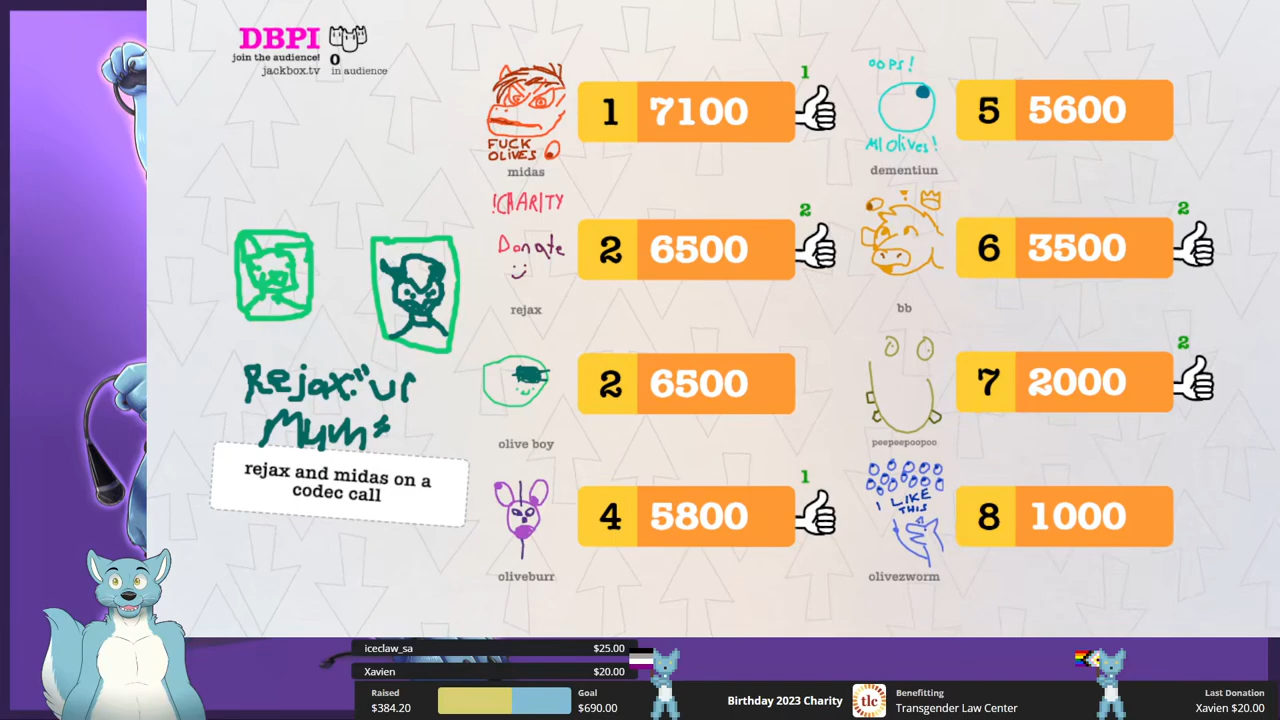 DBPI
join the audience!
jackbox.tv
0
in audience
Rejax:"ur
Mum"
rejax and midas on a
codec call
FUCK
OLIVES
midas
1 7100
1
!CHARITY
Donate
rejax
2 6500
2
olive boy
2 6500
oliveburr
4 5800
1
OOPS!
MI Olives!
dementiun
5 5600
bb
6 3500
2
peepeepoopoo
7 2000
2
I LIKE
THIS
olivezworm
8 1000
iceclaw_sa $25.00
Xavien $20.00
Raised
$384.20
Goal
$690.00
Birthday 2023 Charity
tlc
Benefitting
Transgender Law Center
Last Donation
Xavien $20.00